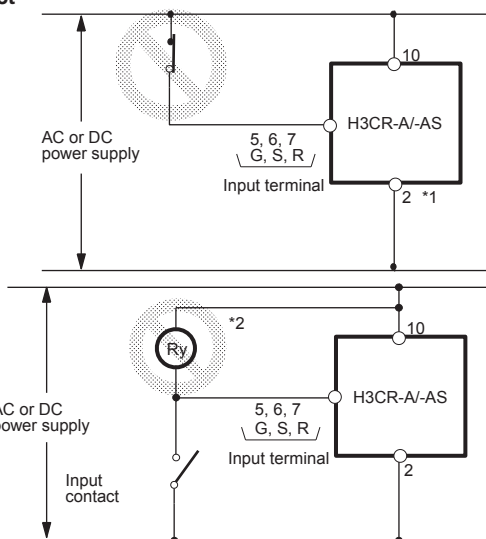 10
H3CR-A/-AS
AC or DC
power supply
5, 6, 7
G, S, R
Input terminal
2 *1
*2
10
Ry
H3CR-A/-AS
AC or DC
power supply
5, 6, 7
G, S, R
Input terminal
2
Input
contact